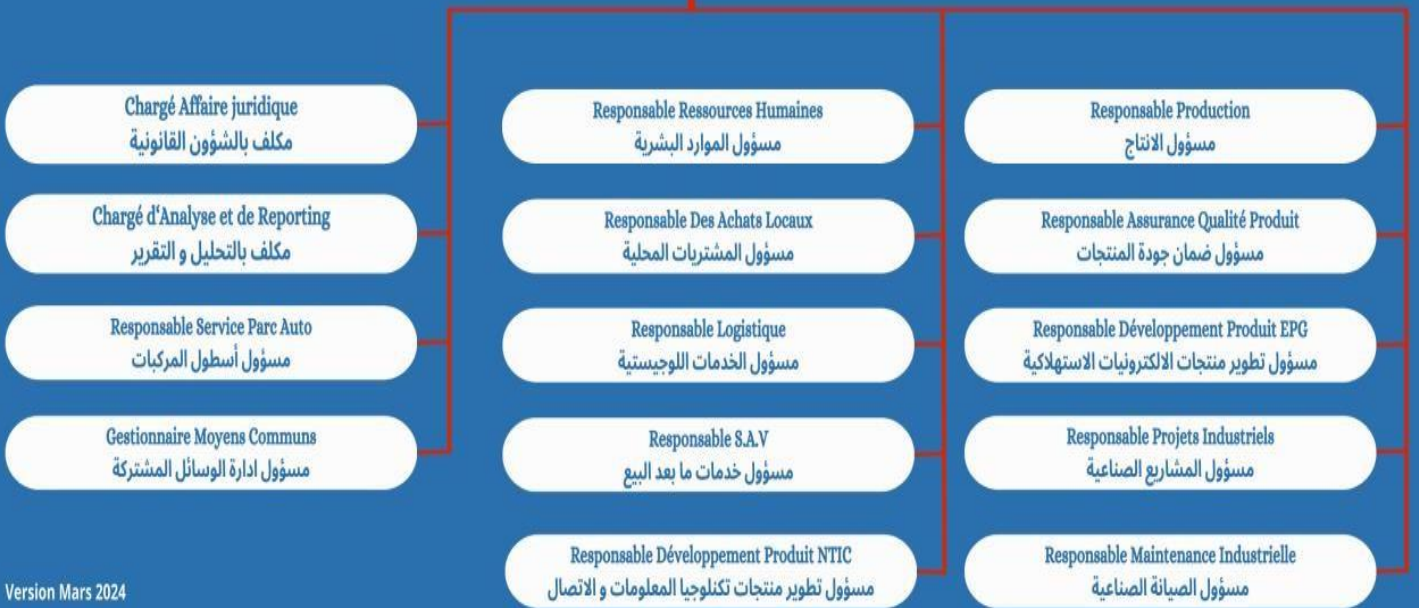 Chargé Affaire juridique
مكلف بالشؤون القانونية
Chargé d'Analyse et de Reporting
مكلف بالتحليل و التقرير
Responsable Service Parc Auto
مسؤول أسطول المركبات
Gestionnaire Moyens Communs
مسؤول ادارة الوسائل المشتركة
Responsable Ressources Humaines
مسؤول الموارد البشرية
Responsable Des Achats Locaux
مسؤول المشتريات المحلية
Responsable Logistique
مسؤول الخدمات اللوجيستية
Responsable S.A.V
مسؤول خدمات ما بعد البيع
Responsable Développement Produit NTIC
مسؤول تطوير منتجات تكنلوجيا المعلومات و الاتصال
Responsable Production
مسؤول الانتاج
Responsable Assurance Qualité Produit
مسؤول ضمان جودة المنتجات
Responsable Développement Produit EPG
مسؤول تطوير منتجات الالكترونيات الاستهلاكية
Responsable Projets Industriels
مسؤول المشاريع الصناعية
Responsable Maintenance Industrielle
مسؤول الصيانة الصناعية
Version Mars 2024